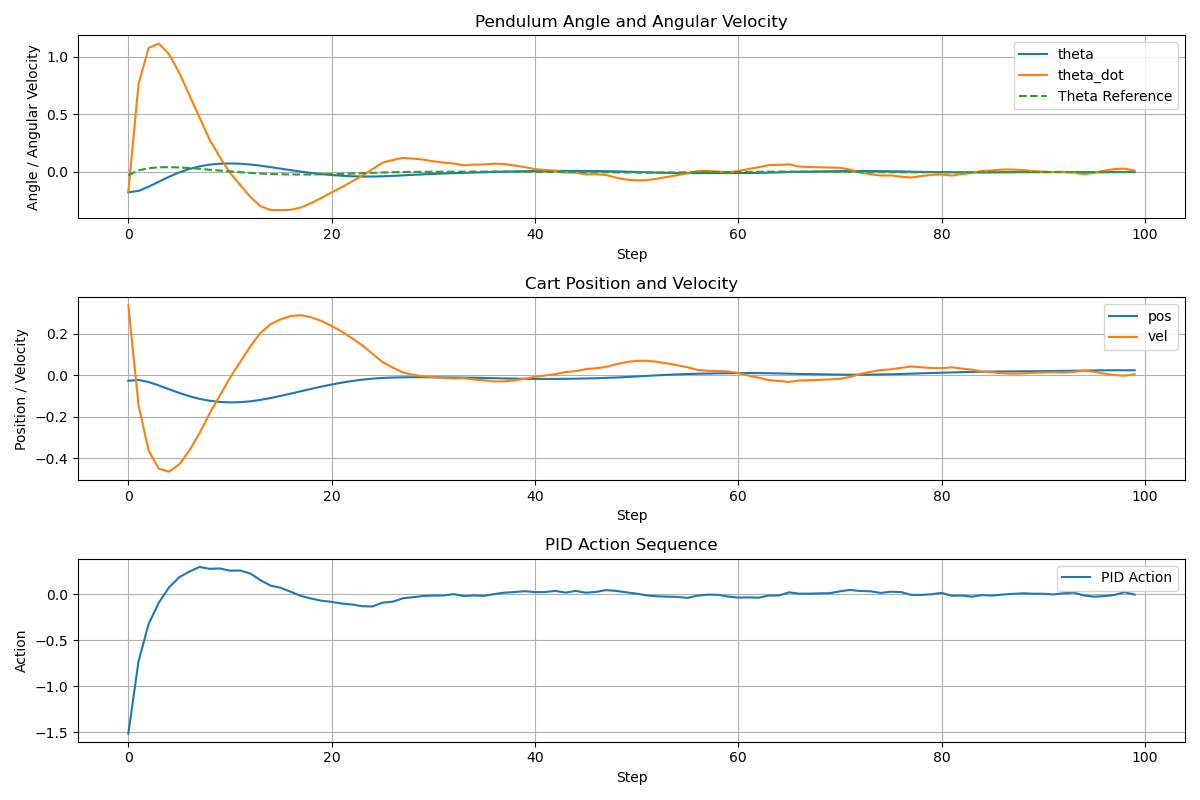 Pendulum Angle and Angular Velocity
Angle / Angular Velocity
1.0
0.5
0.0
theta
theta_dot
Theta Reference
0 20 40 60 80 100
Step
Cart Position and Velocity
Position / Velocity
0.2
0.0
−0.2
−0.4
pos
vel
0 20 40 60 80 100
Step
PID Action Sequence
Action
0.0
−0.5
−1.0
−1.5
PID Action
0 20 40 60 80 100
Step